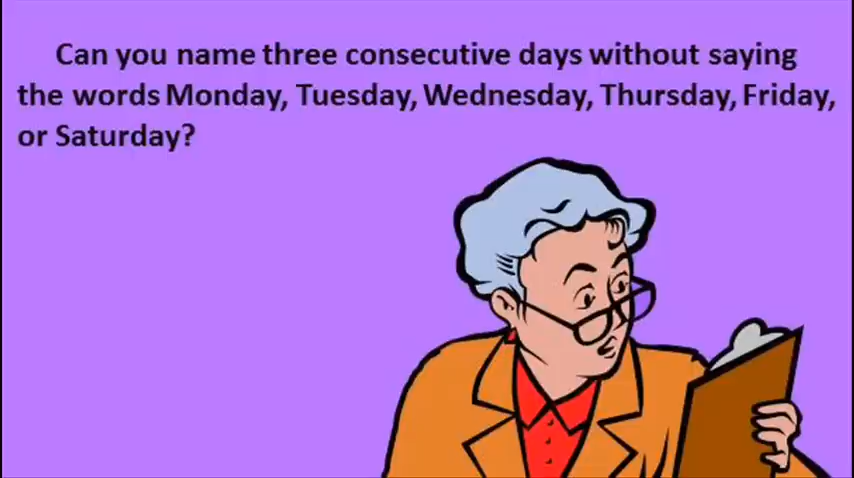 Can you name three consecutive days without saying
the words Monday, Tuesday, Wednesday, Thursday, Friday,
or Saturday?